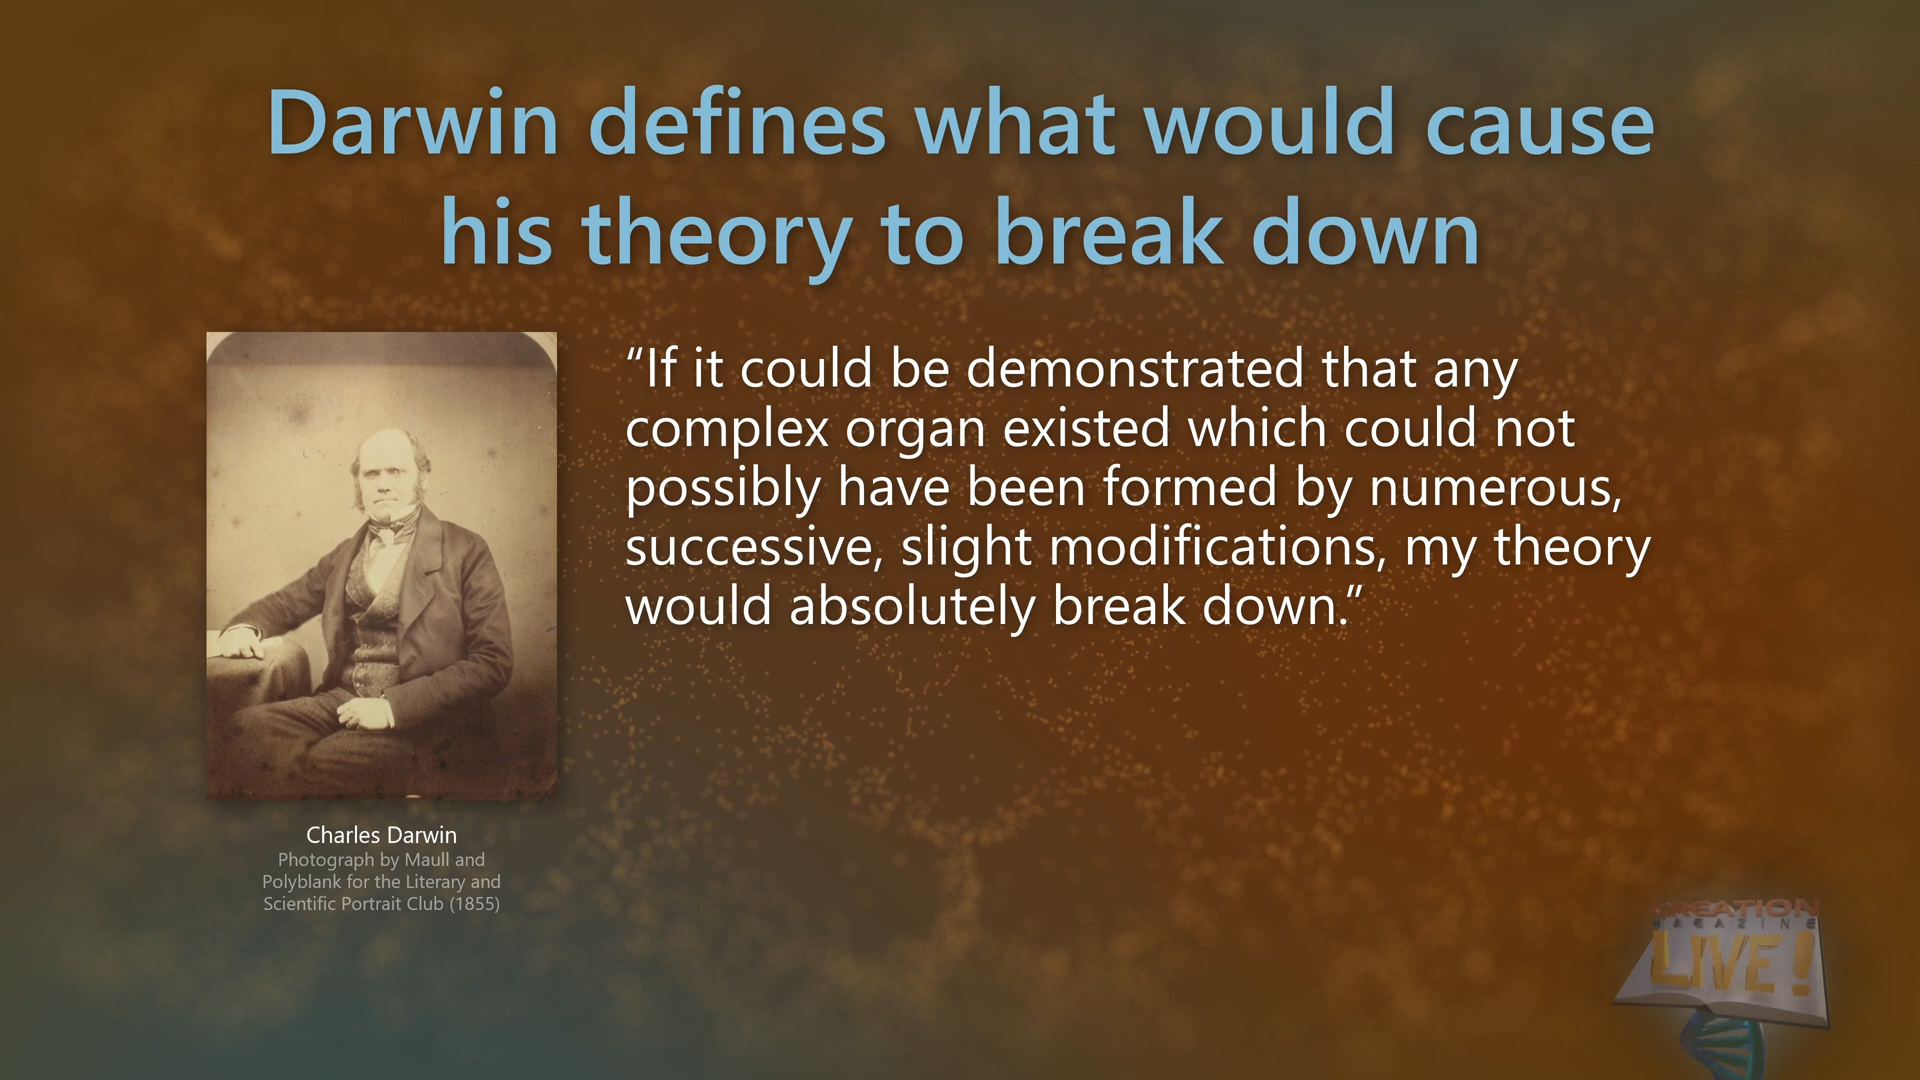 Darwin defines what would cause
his theory to break down
“If it could be demonstrated that any
complex organ existed which could not
possibly have been formed by numerous,
successive, slight modifications, my theory
would absolutely break down.”
Charles Darwin
Photograph by Maull and
Polyblank for the Literary and
Scientific Portrait Club (1855)
CREATION
MAGAZINE
LIVE!